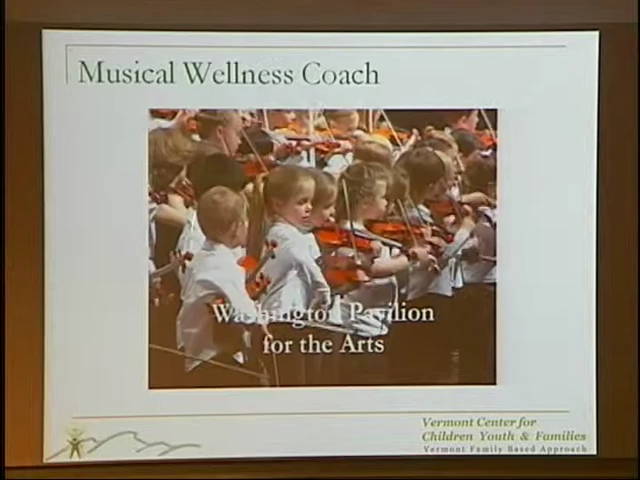 Musical Wellness Coach
Washington Pavilion
for the Arts
Vermont Center for
Children Youth & Families
Vermont Family Based Approach